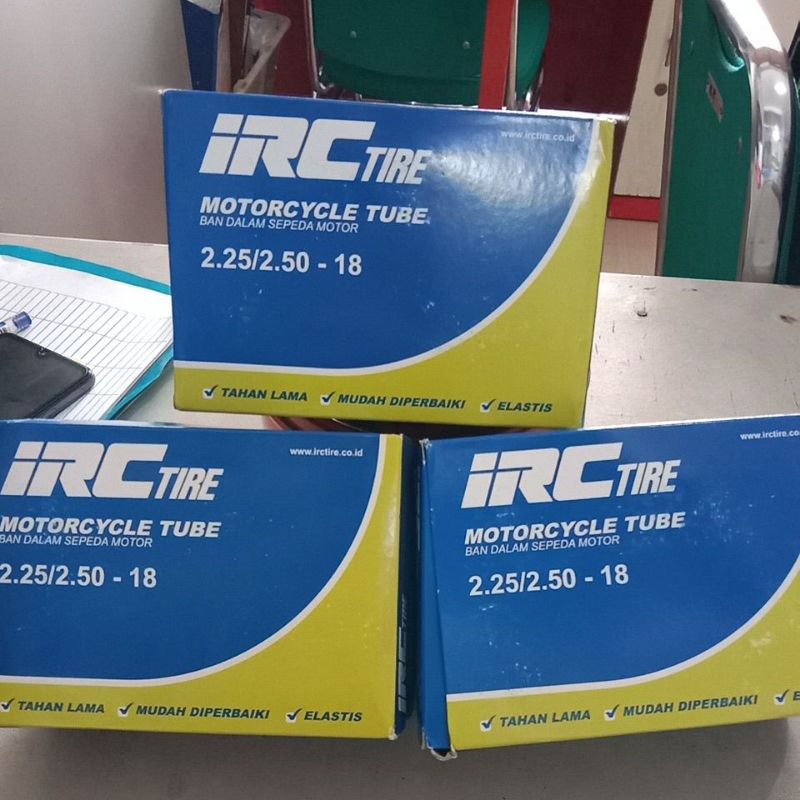 IRC TIRE
www.irctire.co.id
MOTORCYCLE TUBE
BAN DALAM SEPEDA MOTOR
2.25/2.50 - 18
TAHAN LAMA MUDAH DIPERBAIKI ELASTIS
IRC TIRE
www.irctire.co.id
MOTORCYCLE TUBE
BAN DALAM SEPEDA MOTOR
2.25/2.50 - 18
TAHAN LAMA MUDAH DIPERBAIKI ELASTIS
IRC
IRC TIRE
www.irctire.co.id
MOTORCYCLE TUBE
BAN DALAM SEPEDA MOTOR
2.25/2.50 - 18
TAHAN LAMA MUDAH DIPERBAIKI E